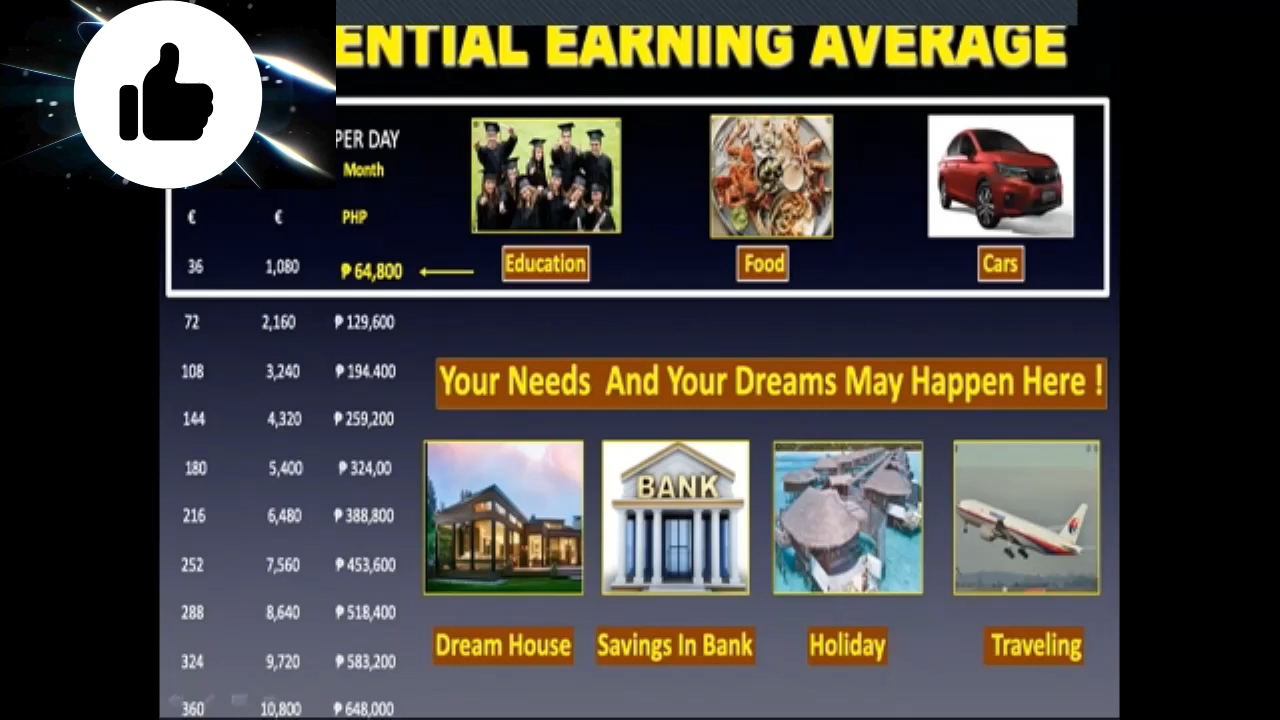 ENTIAL EARNING AVERAGE
PER DAY
Month
€ € PHP
36 1,080 ₱ 64,800
Education Food Cars
72 2,160 ₱ 129,600
108 3,240 ₱ 194.400
Your Needs And Your Dreams May Happen Here !
144 4,320 ₱ 259,200
180 5,400 ₱ 324,00
BANK
216 6,480 ₱ 388,800
252 7,560 ₱ 453,600
288 8,640 ₱ 518,400
Dream House Savings In Bank Holiday Traveling
324 9,720 ₱ 583,200
360 10,800 ₱ 648,000